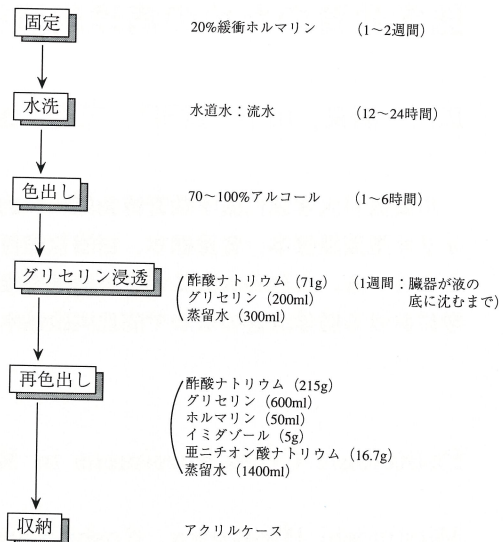 固定 20%緩衝ホルマリン (1〜2週間)
水洗 水道水：流水 (12〜24時間)
色出し 70〜100%アルコール (1〜6時間)
グリセリン浸透 酢酸ナトリウム (71g) (1週間：臓器が液の
グリセリン (200ml) 底に沈むまで)
蒸留水 (300ml)
再色出し 酢酸ナトリウム (215g)
グリセリン (600ml)
ホルマリン (50ml)
イミダゾール (5g)
亜ニチオン酸ナトリウム (16.7g)
蒸留水 (1400ml)
収納 アクリルケース